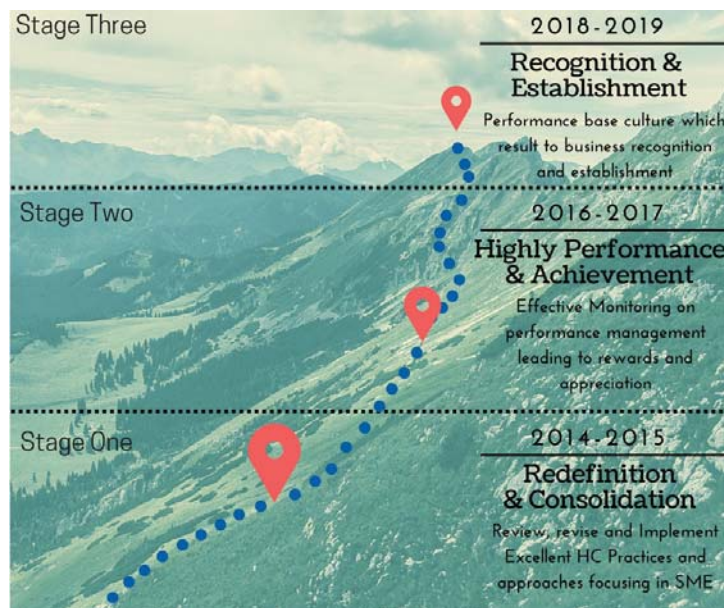 Stage Three
2018-2019
Recognition &
Establishment
Performance base culture which
result to business recognition
and establishment
Stage Two
2016-2017
Highly Performance
& Achievement
Effective Monitoring on
performance management
leading to rewards and
appreciation
Stage One
2014-2015
Redefinition
& Consolidation
Review, revise and Implement
Excellent HC Practices and
approaches focusing in SME